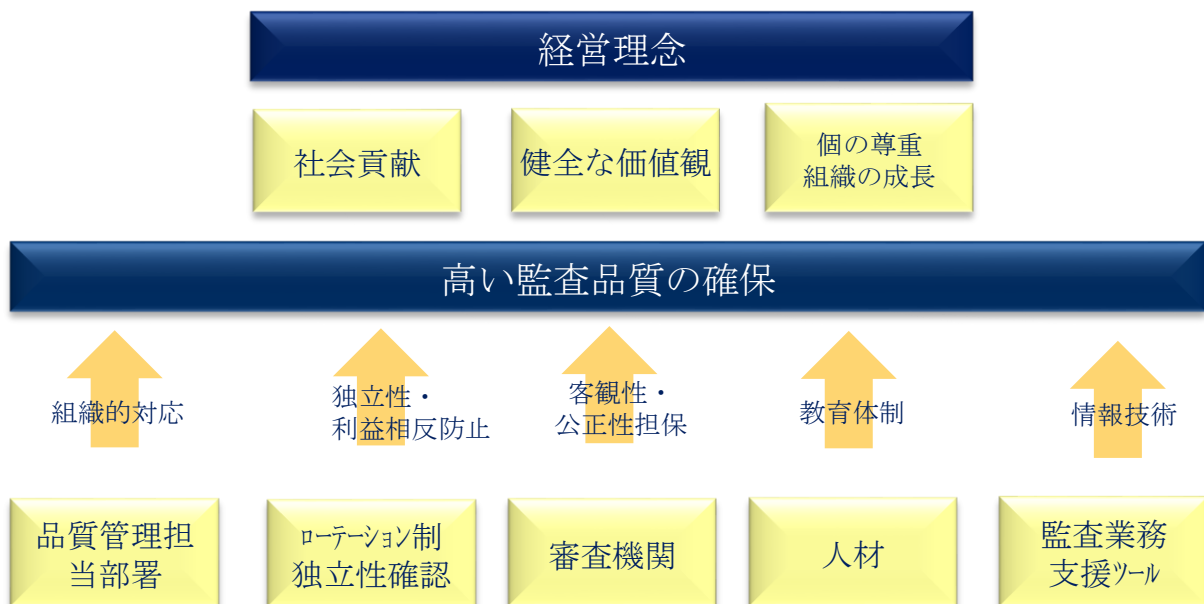 経営理念
社会貢献
健全な価値観
個の尊重
組織の成長
高い監査品質の確保
組織的対応
独立性・
利益相反防止
客観性・
公正性担保
教育体制
情報技術
品質管理担
当部署
ﾛｰﾃｰｼｮﾝ制
独立性確認
審査機関
人材
監査業務
支援ﾂｰﾙ